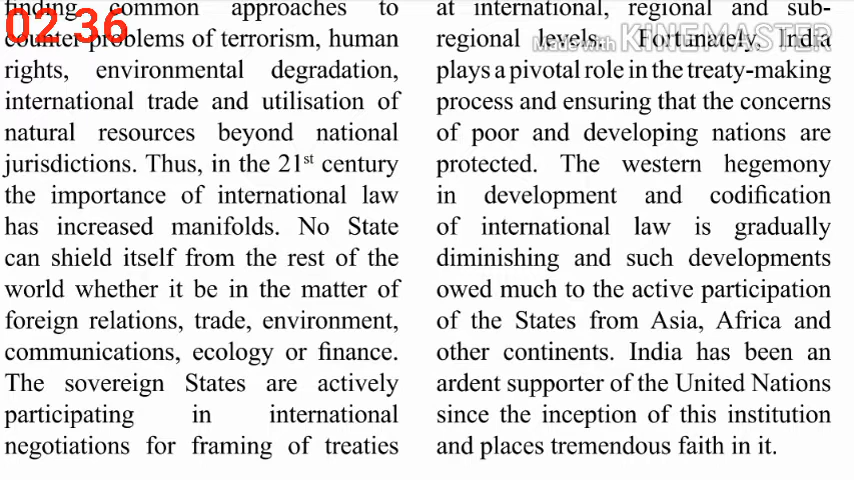 finding common approaches to
counter problems of terrorism, human
rights, environmental degradation,
international trade and utilisation of
natural resources beyond national
jurisdictions. Thus, in the 21st century
the importance of international law
has increased manifolds. No State
can shield itself from the rest of the
world whether it be in the matter of
foreign relations, trade, environment,
communications, ecology or finance.
The sovereign States are actively
participating in international
negotiations for framing of treaties
at international, regional and sub-
regional levels. Fortunately, India
plays a pivotal role in the treaty-making
process and ensuring that the concerns
of poor and developing nations are
protected. The western hegemony
in development and codification
of international law is gradually
diminishing and such developments
owed much to the active participation
of the States from Asia, Africa and
other continents. India has been an
ardent supporter of the United Nations
since the inception of this institution
and places tremendous faith in it.
02:36
Made with KINEMASTER